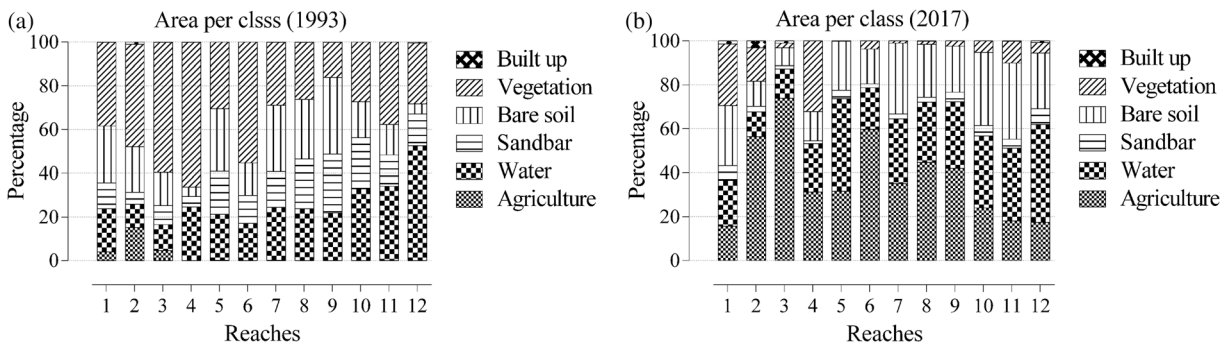 (a)
Area per clsss (1993)
100
80
60
40
20
0
Percentage
1 2 3 4 5 6 7 8 9 10 11 12
Reaches
Built up
Vegetation
Bare soil
Sandbar
Water
Agriculture
(b)
Area per class (2017)
100
80
60
40
20
0
Percentage
1 2 3 4 5 6 7 8 9 10 11 12
Reaches
Built up
Vegetation
Bare soil
Sandbar
Water
Agriculture